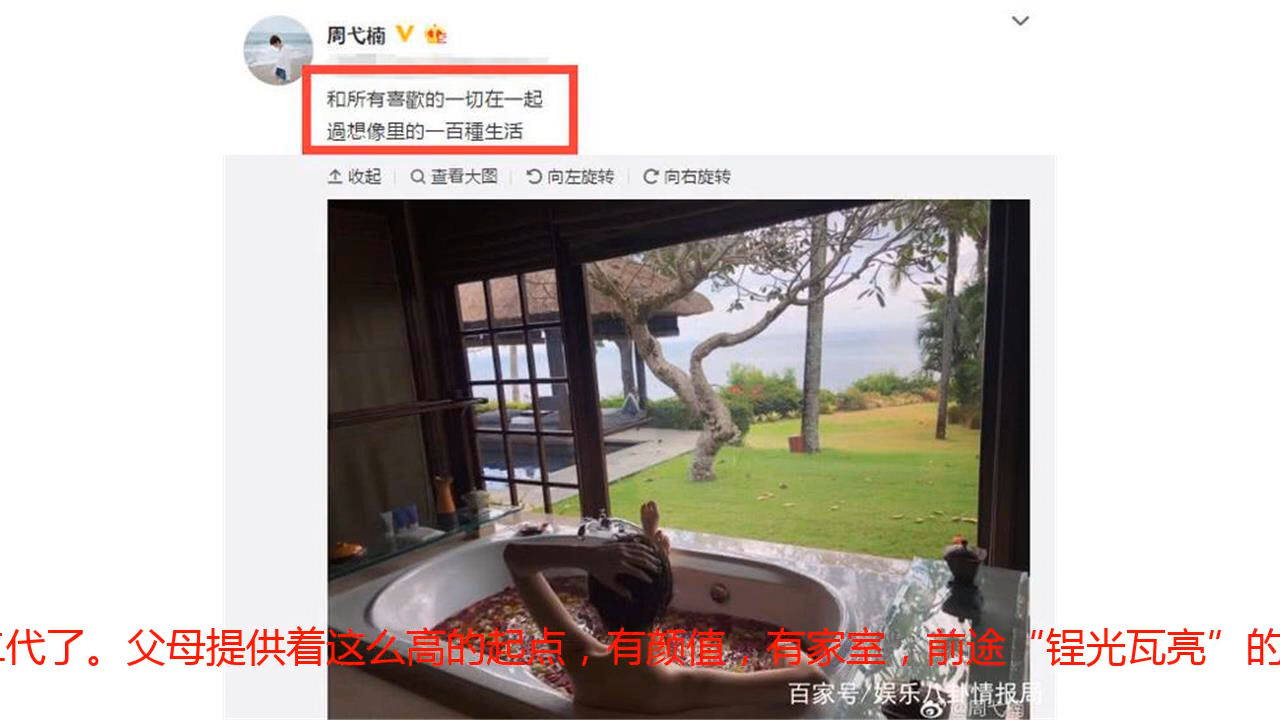 周弋楠
和所有喜歡的一切在一起
過想像里的一百種生活
收起
查看大图
向左旋转
向右旋转
代了。父母提供着这么高的起点，有颜值，有家室，前途“锃光瓦亮”的
百家号/娱乐八卦情报局
@周弋楠